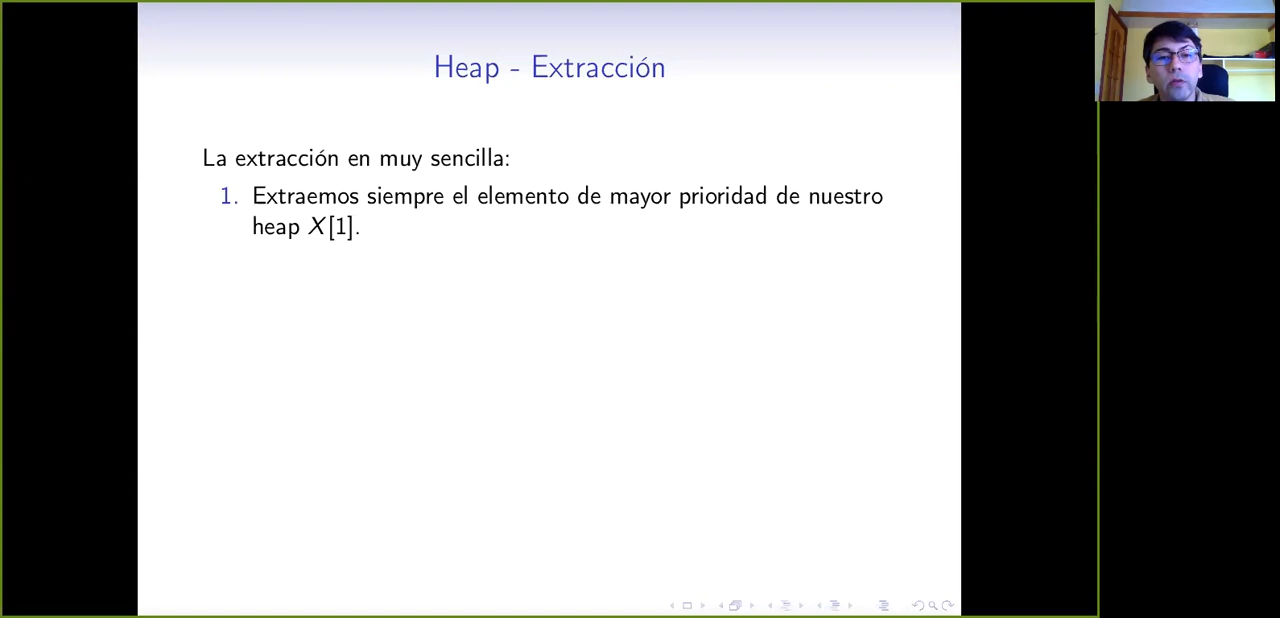 Heap - Extracción
La extracción en muy sencilla:
1. Extraemos siempre el elemento de mayor prioridad de nuestro
heap X[1].